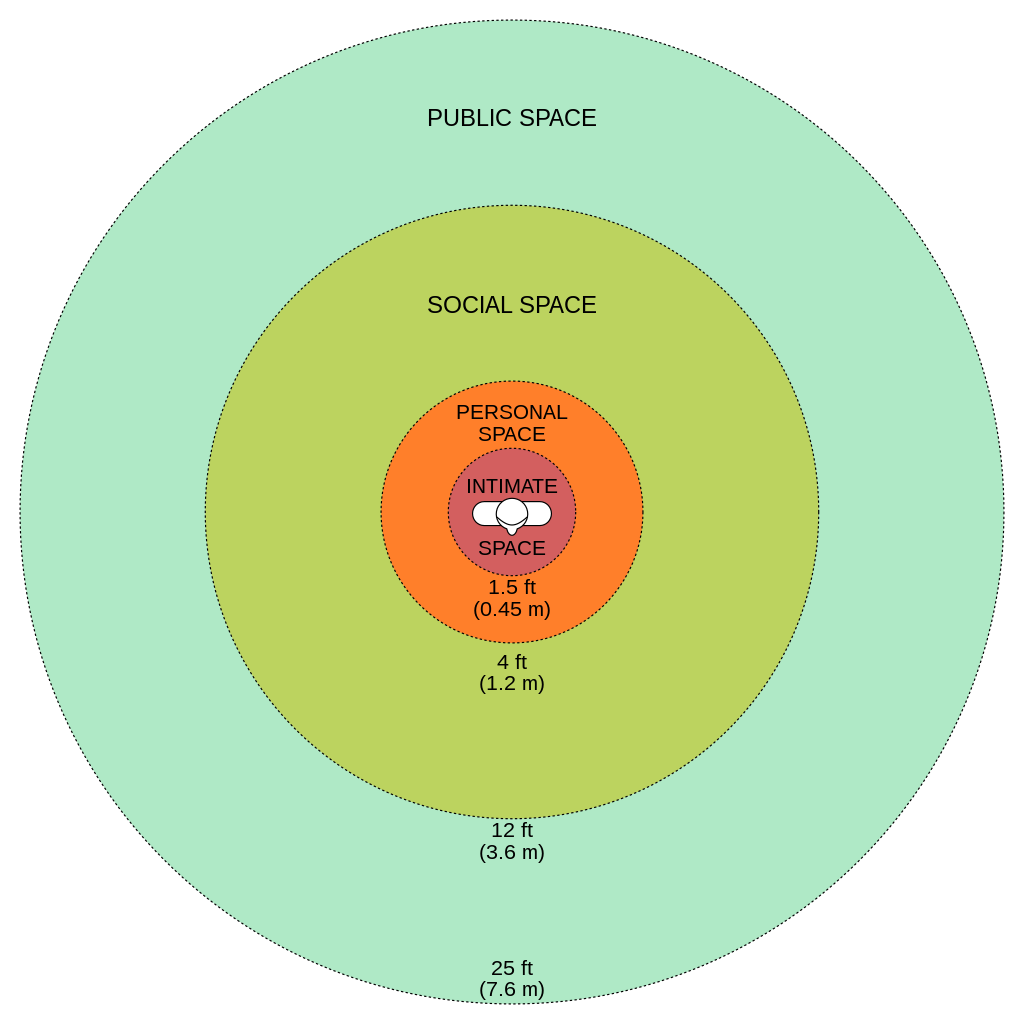 PUBLIC SPACE
SOCIAL SPACE
PERSONAL
SPACE
INTIMATE
SPACE
1.5 ft
(0.45 m)
4 ft
(1.2 m)
12 ft
(3.6 m)
25 ft
(7.6 m)